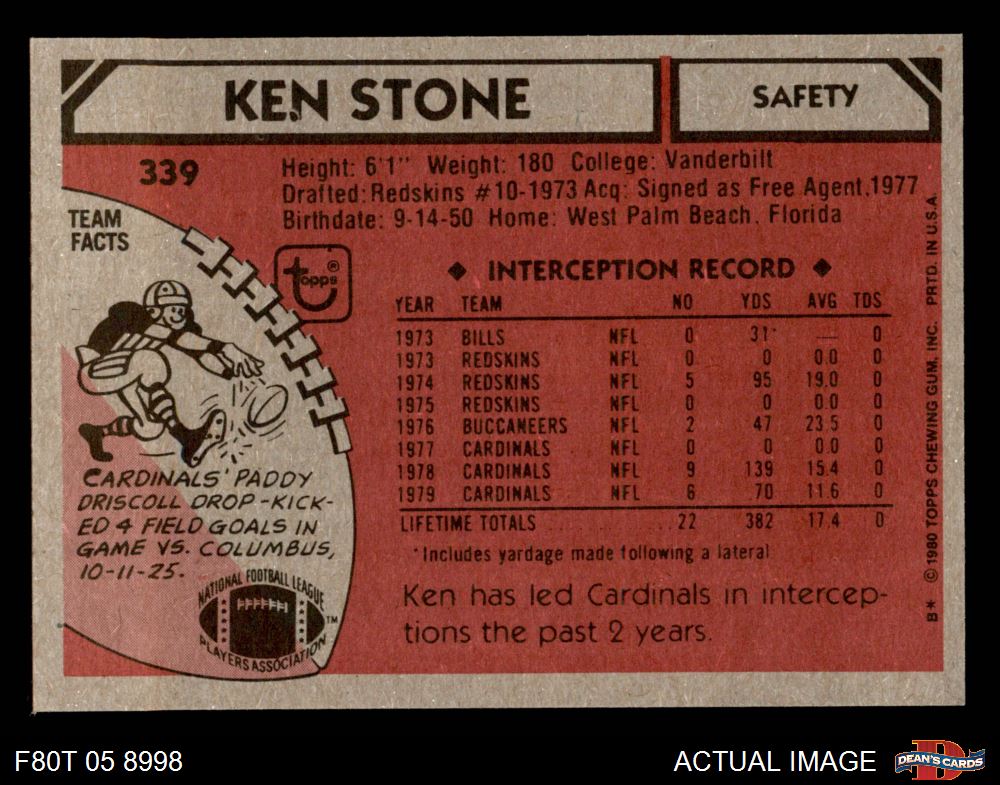 KEN STONE
SAFETY
339
Height: 6'1" Weight: 180 College: Vanderbilt
Drafted: Redskins #10-1973 Acq: Signed as Free Agent, 1977
Birthdate: 9-14-50 Home: West Palm Beach, Florida
TEAM
FACTS
topps®
◆ INTERCEPTION RECORD ◆
YEAR TEAM NO YDS AVG TDS
1973 BILLS NFL 0 31* — 0
1973 REDSKINS NFL 0 0 0.0 0
1974 REDSKINS NFL 5 95 19.0 0
1975 REDSKINS NFL 0 0 0.0 0
1976 BUCCANEERS NFL 2 47 23.5 0
1977 CARDINALS NFL 0 0 0.0 0
1978 CARDINALS NFL 9 139 15.4 0
1979 CARDINALS NFL 6 70 11.6 0
LIFETIME TOTALS 22 382 17.4 0
*Includes yardage made following a lateral
Ken has led Cardinals in intercep-
tions the past 2 years.
CARDINALS' PADDY
DRISCOLL DROP-KICK-
ED 4 FIELD GOALS IN
GAME VS. COLUMBUS,
10-11-25.
NATIONAL FOOTBALL LEAGUE
PLAYERS ASSOCIATION
TM
B* © 1980 TOPPS CHEWING GUM, INC. PRTD. IN U.S.A.
F80T 05 8998
ACTUAL IMAGE
DEAN'S CARDS